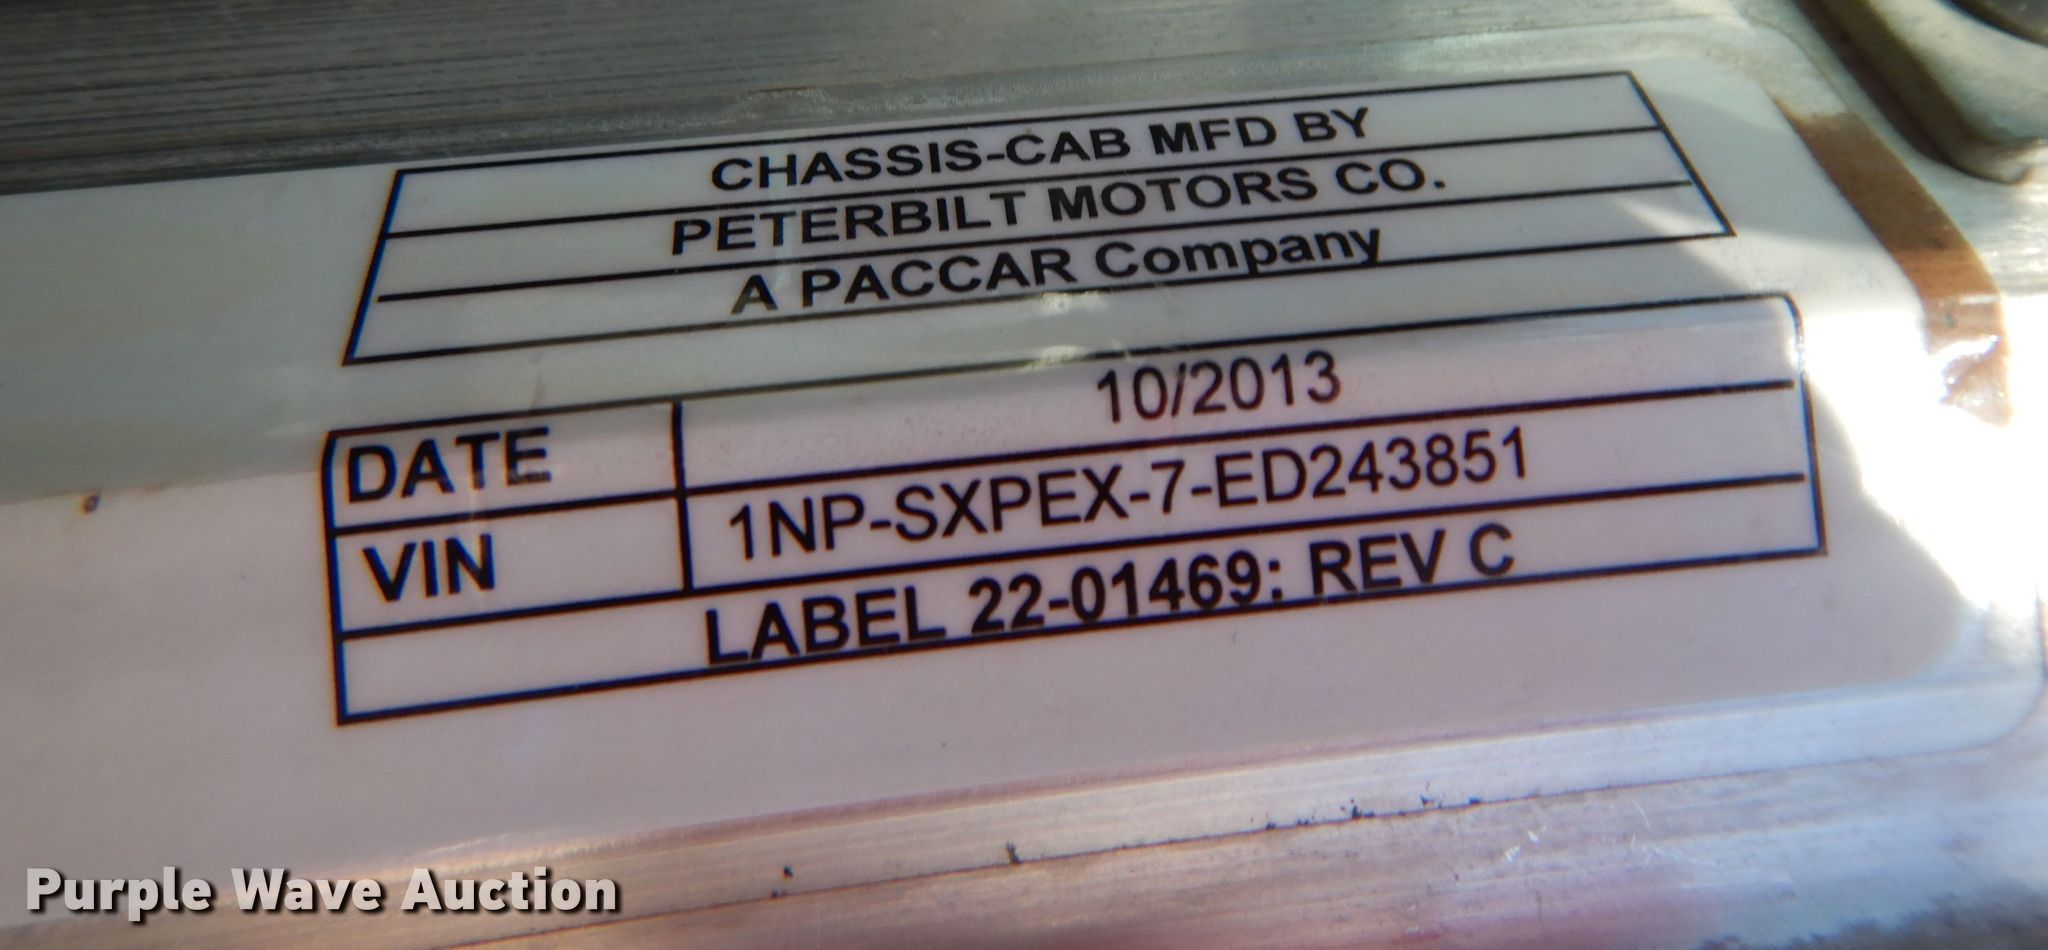 CHASSIS-CAB MFD BY
PETERBILT MOTORS CO.
A PACCAR Company
DATE 10/2013
VIN 1NP-SXPEX-7-ED243851
LABEL 22-01469: REV C
Purple Wave Auction